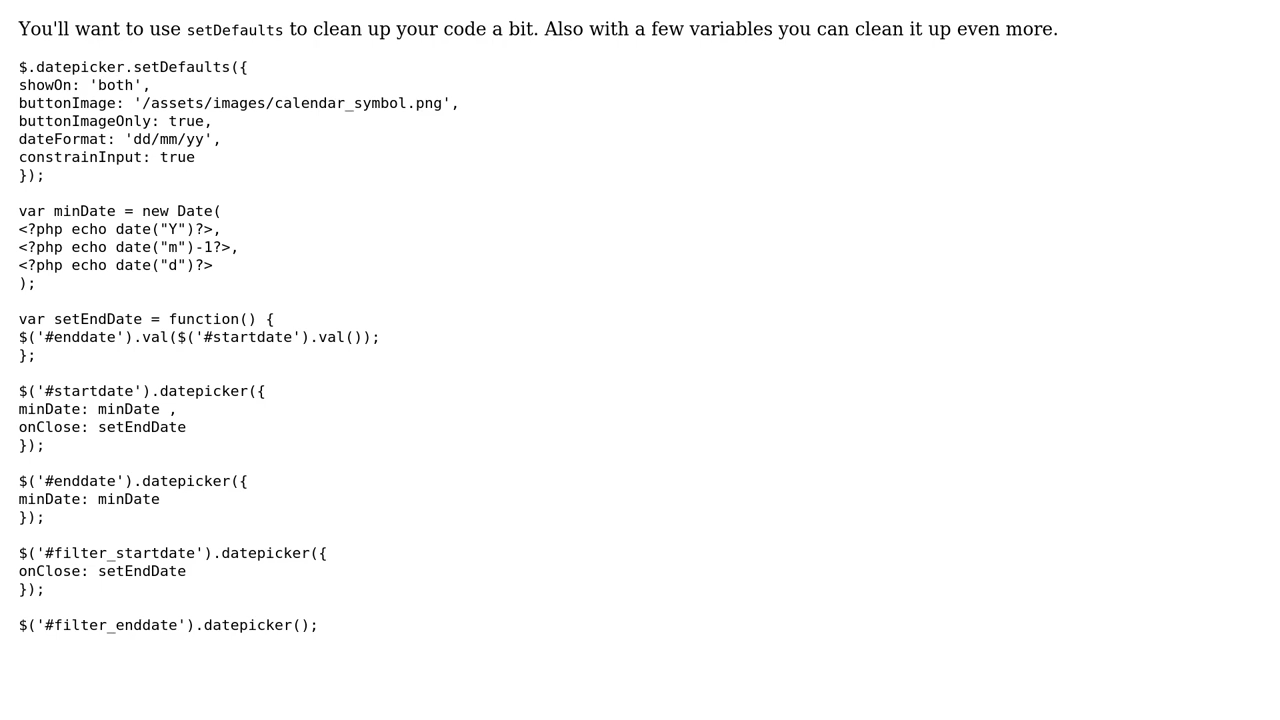 You'll want to use setDefaults to clean up your code a bit. Also with a few variables you can clean it up even more.
$.datepicker.setDefaults({
showOn: 'both',
buttonImage: '/assets/images/calendar_symbol.png',
buttonImageOnly: true,
dateFormat: 'dd/mm/yy',
constrainInput: true
});
var minDate = new Date(
<?php echo date("Y")?>,
<?php echo date("m")-1?>,
<?php echo date("d")?>
);
var setEndDate = function() {
$('#enddate').val($('#startdate').val());
};
$('#startdate').datepicker({
minDate: minDate ,
onClose: setEndDate
});
$('#enddate').datepicker({
minDate: minDate
});
$('#filter_startdate').datepicker({
onClose: setEndDate
});
$('#filter_enddate').datepicker();